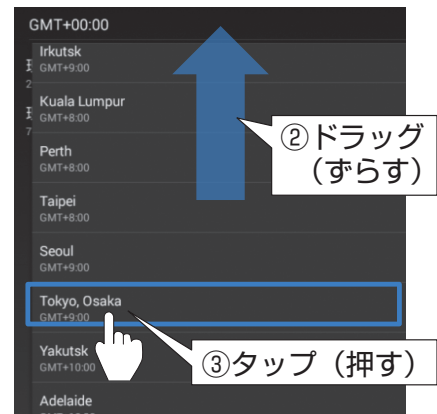 GMT+00:00
Irkutsk
GMT+9:00
Kuala Lumpur
GMT+8:00
②ドラッグ
（ずらす）
Perth
GMT+8:00
Taipei
GMT+8:00
Seoul
GMT+9:00
Tokyo, Osaka
GMT+9:00
Yakutsk
GMT+10:00
③タップ（押す）
Adelaide